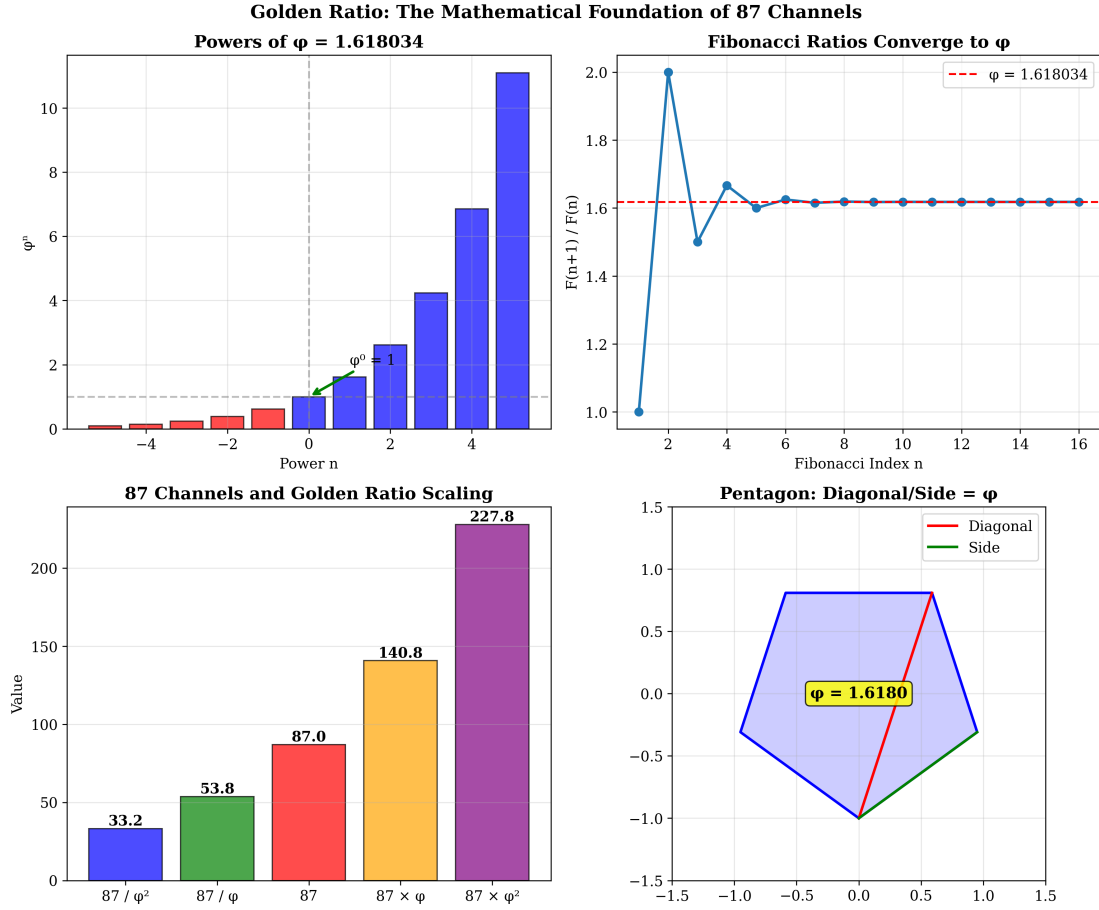 Golden Ratio: The Mathematical Foundation of 87 Channels
Powers of φ = 1.618034
φⁿ
10
8
6
4
2
0
φ⁰ = 1
−4
−2
0
2
4
Power n
Fibonacci Ratios Converge to φ
F(n+1) / F(n)
2.0
1.8
1.6
1.4
1.2
1.0
φ = 1.618034
2
4
6
8
10
12
14
16
Fibonacci Index n
87 Channels and Golden Ratio Scaling
Value
200
150
100
50
0
33.2
53.8
87.0
140.8
227.8
87 / φ²
87 / φ
87
87 × φ
87 × φ²
Pentagon: Diagonal/Side = φ
1.5
1.0
0.5
0.0
−0.5
−1.0
−1.5
Diagonal
Side
φ = 1.6180
−1.5
−1.0
−0.5
0.0
0.5
1.0
1.5